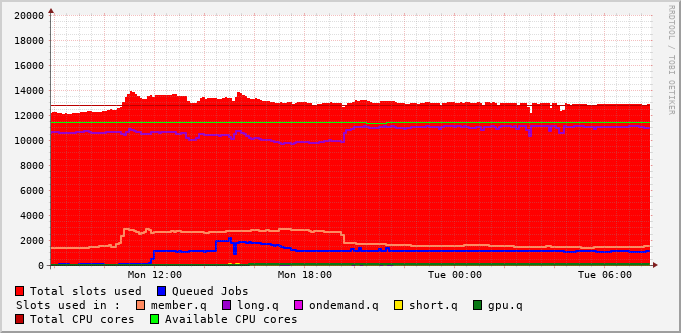 20000
18000
16000
14000
12000
10000
8000
6000
4000
2000
0
Mon 12:00 Mon 18:00 Tue 00:00 Tue 06:00
RRDTOOL / TOBI OETIKER
Total slots used Queued Jobs
Slots used in : member.q long.q ondemand.q short.q gpu.q
Total CPU cores Available CPU cores